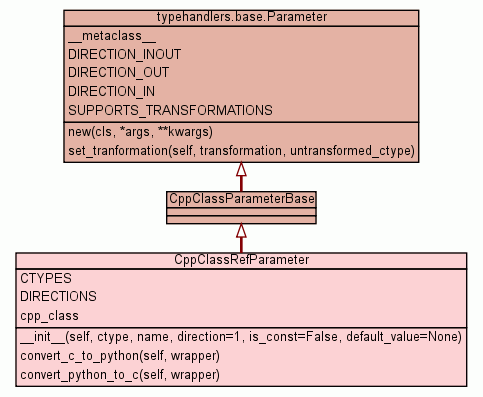 typehandlers.base.Parameter
__metaclass__
DIRECTION_INOUT
DIRECTION_OUT
DIRECTION_IN
SUPPORTS_TRANSFORMATIONS
new(cls, *args, **kwargs)
set_tranformation(self, transformation, untransformed_ctype)
CppClassParameterBase
CppClassRefParameter
CTYPES
DIRECTIONS
cpp_class
__init__(self, ctype, name, direction=1, is_const=False, default_value=None)
convert_c_to_python(self, wrapper)
convert_python_to_c(self, wrapper)